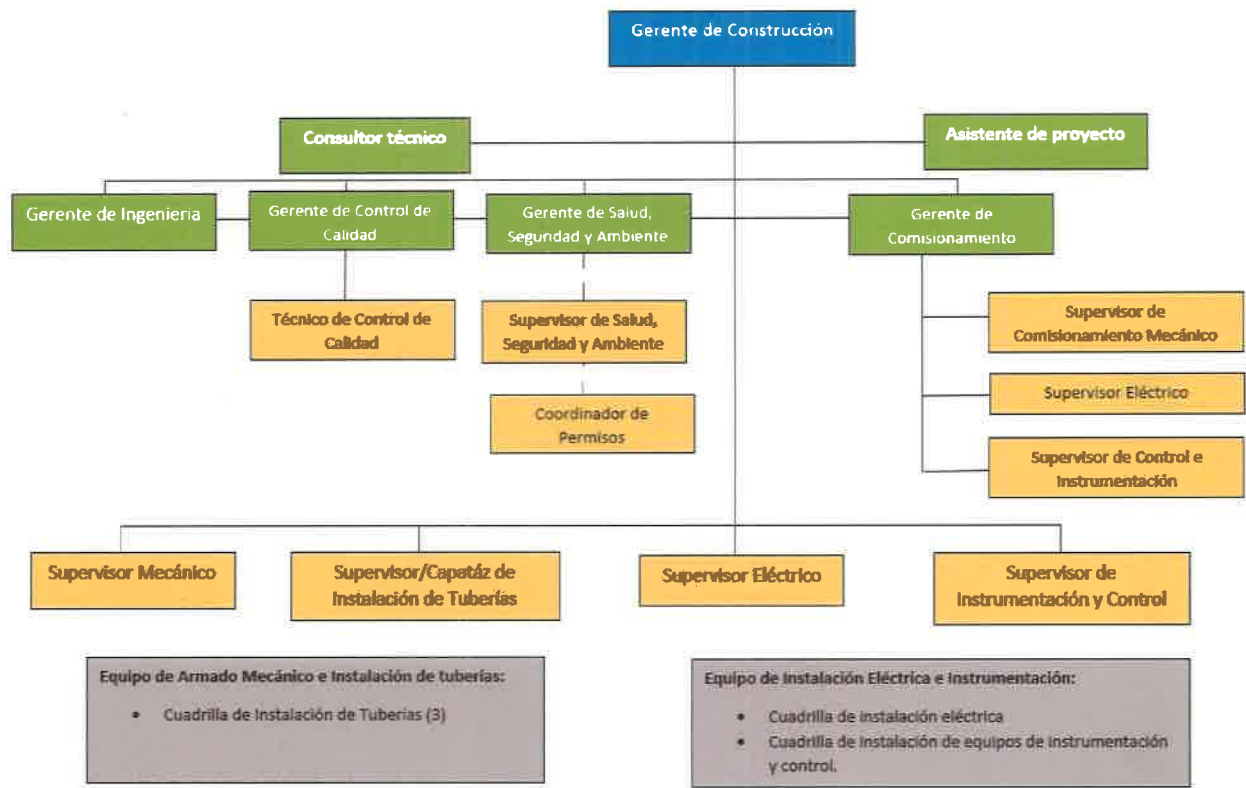 Gerente de Construcción
Consultor técnico
Asistente de proyecto
Gerente de Ingenieria
Gerente de Control de
Calidad
Gerente de Salud,
Seguridad y Ambiente
Gerente de
Comisionamiento
Técnico de Control de
Calidad
Supervisor de Salud,
Seguridad y Ambiente
Coordinador de
Permisos
Supervisor de
Comisionamiento Mecánico
Supervisor Eléctrico
Supervisor de Control e
Instrumentación
Supervisor Mecánico
Supervisor/Capatáz de
Instalación de Tuberías
Supervisor Eléctrico
Supervisor de
Instrumentación y Control
Equipo de Armado Mecánico e Instalación de tuberías:
• Cuadrilla de Instalación de Tuberías (3)
Equipo de Instalación Eléctrica e Instrumentación:
• Cuadrilla de instalación eléctrica
• Cuadrilla de instalación de equipos de instrumentación
y control.